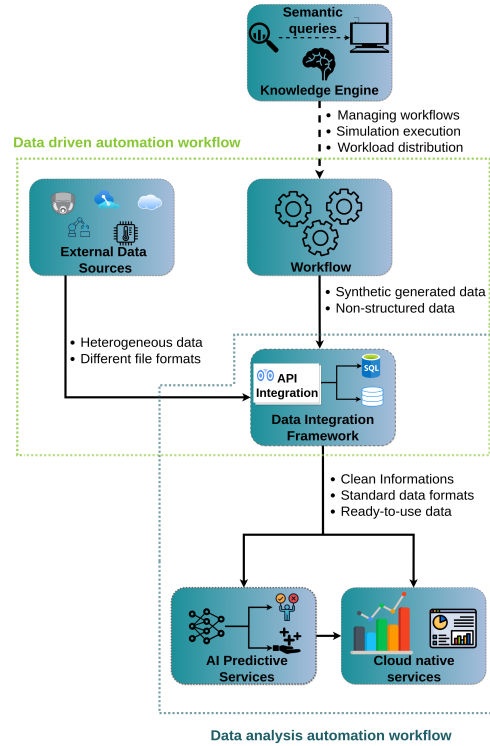 Semantic
queries
Knowledge Engine
• Managing workflows
• Simulation execution
• Workload distribution
Data driven automation workflow
External Data
Sources
Workflow
• Synthetic generated data
• Non-structured data
• Heterogeneous data
• Different file formats
API
Integration
SQL
Data Integration
Framework
• Clean Informations
• Standard data formats
• Ready-to-use data
AI Predictive
Services
Cloud native
services
Data analysis automation workflow